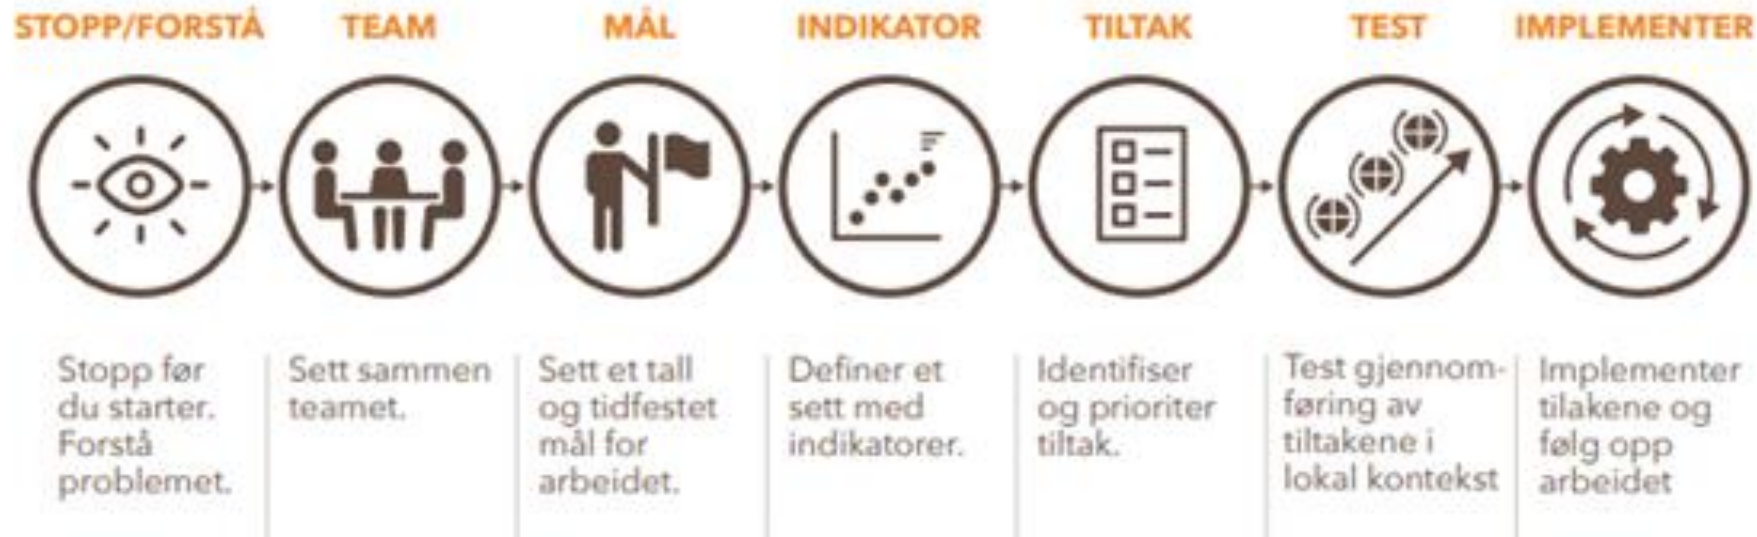 STOPP/FORSTÅ
TEAM
MÅL
INDIKATOR
TILTAK
TEST
IMPLEMENTER
Stopp før
du starter.
Forstå
problemet.
Sett sammen
teamet.
Sett et tall
og tidfestet
mål for
arbeidet.
Definer et
sett med
indikatorer.
Identifiser
og prioriter
tiltak.
Test gjennom-
føring av
tiltakene i
lokal kontekst
Implementer
tilakene og
følg opp
arbeidet